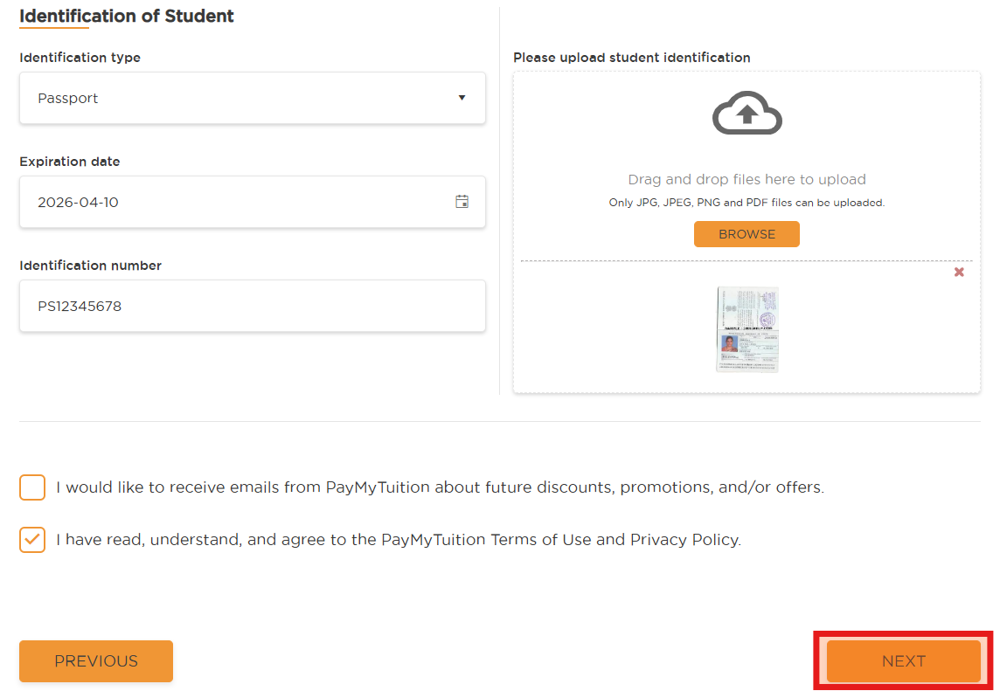 Identification of Student
Identification type
Passport
Expiration date
2026-04-10
Identification number
PS12345678
Please upload student identification
Drag and drop files here to upload
Only JPG, JPEG, PNG and PDF files can be uploaded.
BROWSE
I would like to receive emails from PayMyTuition about future discounts, promotions, and/or offers.
I have read, understand, and agree to the PayMyTuition Terms of Use and Privacy Policy.
PREVIOUS
NEXT